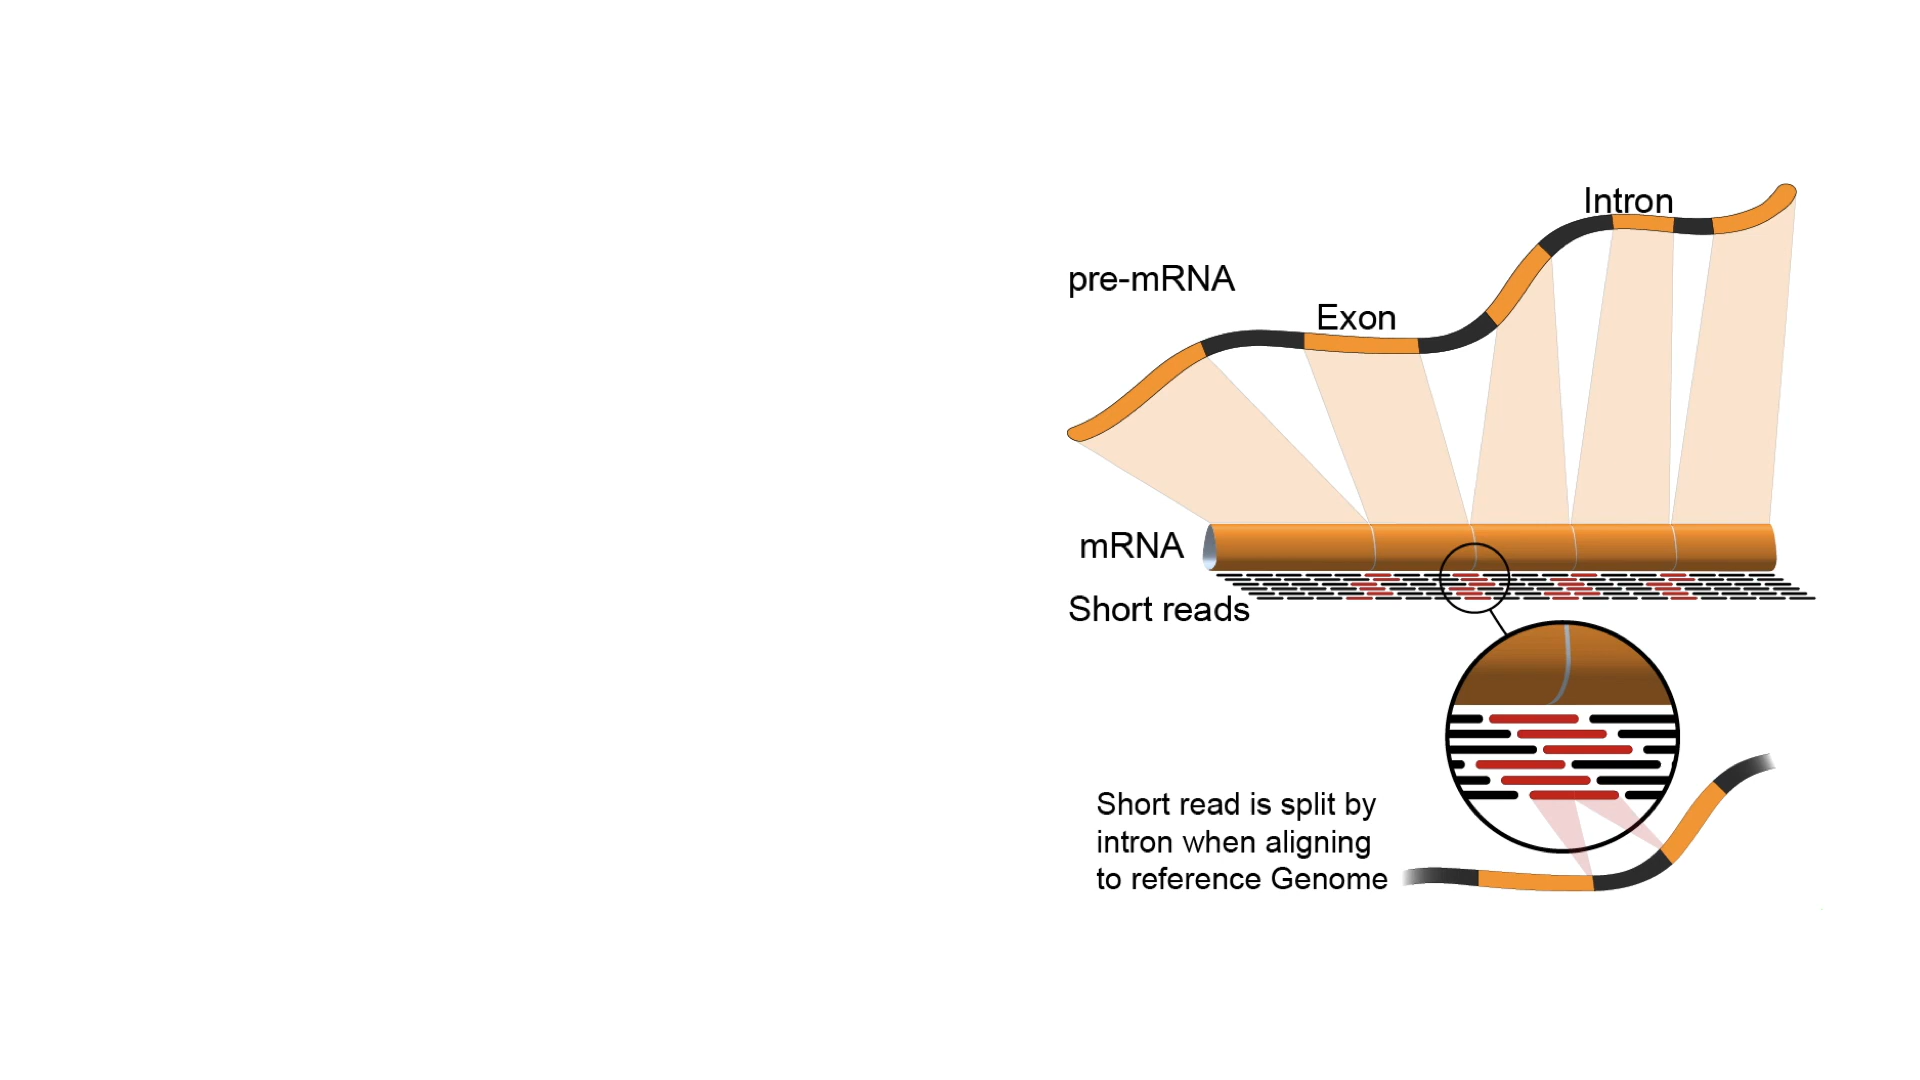 Intron
pre-mRNA
Exon
mRNA
Short reads
Short read is split by
intron when aligning
to reference Genome